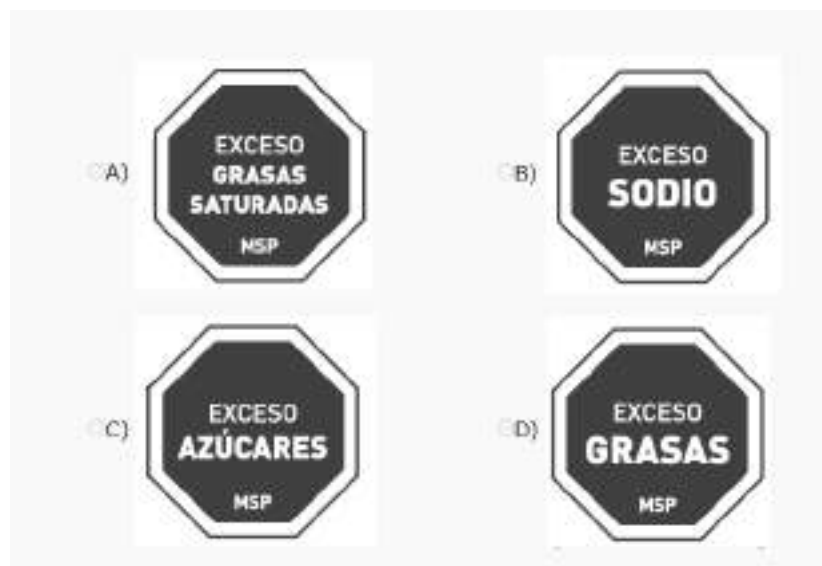 A)
EXCESO
GRASAS
SATURADAS
MSP
B)
EXCESO
SODIO
MSP
C)
EXCESO
AZÚCARES
MSP
D)
EXCESO
GRASAS
MSP